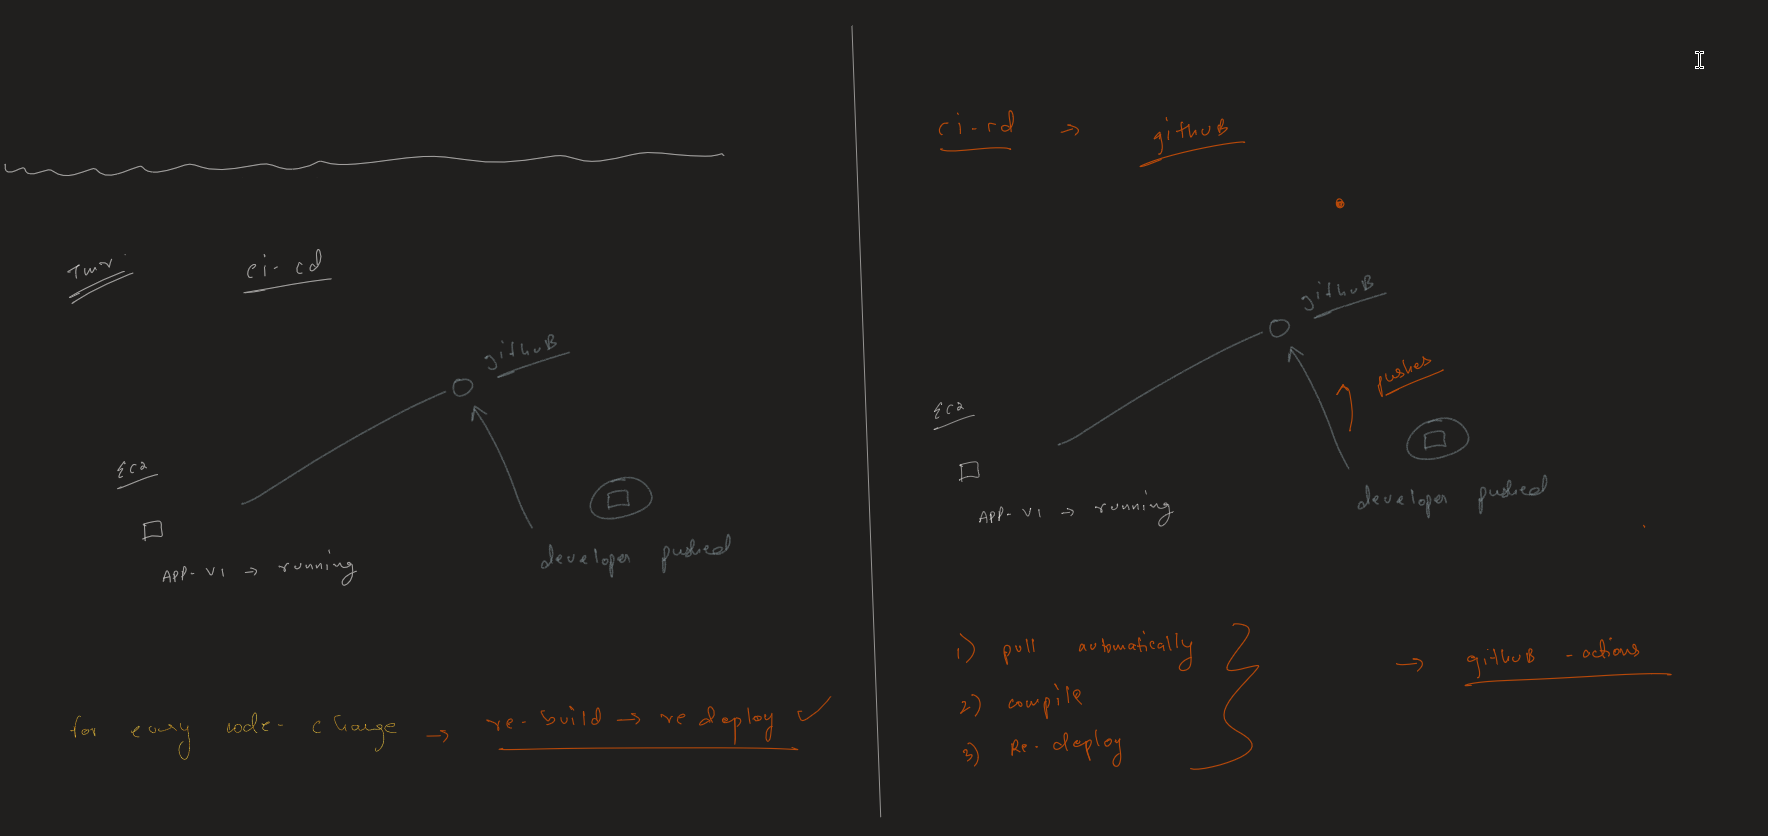 Tmr.
ci-cd
githuB
EC2
APP-V1 → running
developer pushed
for every code-change → re-build → re deploy ✓
ci-cd → githuB
githuB
pushes
EC2
APP-V1 → running
developer pushed
1) pull automatically
2) compile
3) Re-deploy
→ githuB-actions